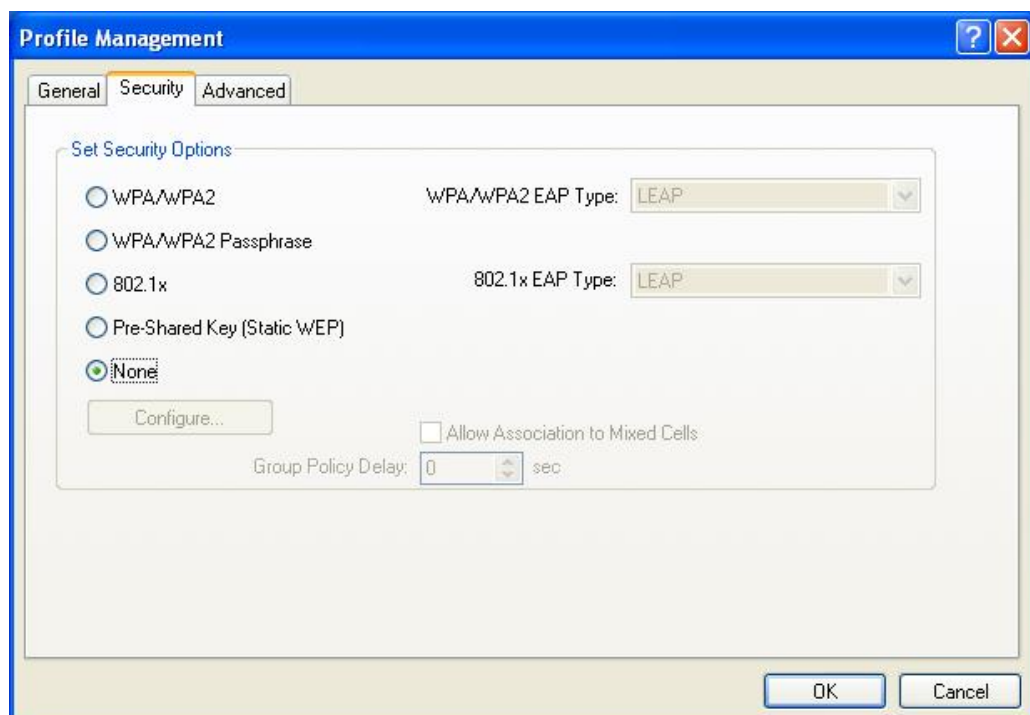 Profile Management
General Security Advanced
Set Security Options
WPA/WPA2 WPA/WPA2 EAP Type: LEAP
WPA/WPA2 Passphrase
802.1x 802.1x EAP Type: LEAP
Pre-Shared Key (Static WEP)
None
Configure...
Allow Association to Mixed Cells
Group Policy Delay: 0 sec
OK Cancel